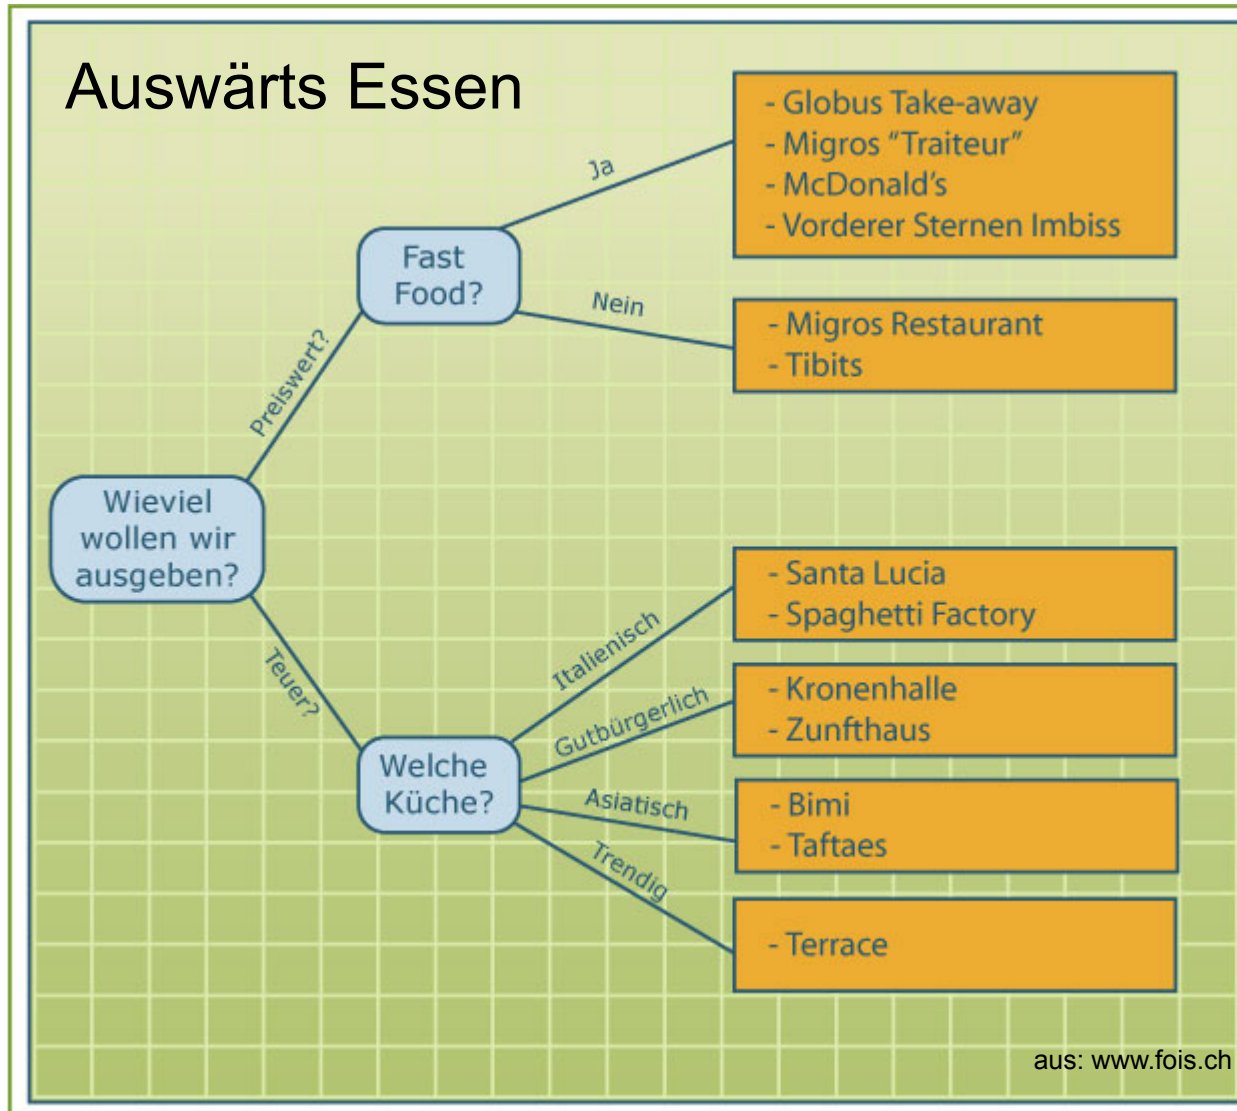 Auswärts Essen
- Globus Take-away
- Migros “Traiteur”
- McDonald’s
- Vorderer Sternen Imbiss
Ja
Fast
Food?
Nein
- Migros Restaurant
- Tibits
Preiswert?
Wieviel
wollen wir
ausgeben?
Teuer?
Welche
Küche?
Italienisch
- Santa Lucia
- Spaghetti Factory
Gutbürgerlich
- Kronenhalle
- Zunfthaus
Asiatisch
- Bimi
- Taftaes
Trendig
- Terrace
aus: www.fois.ch